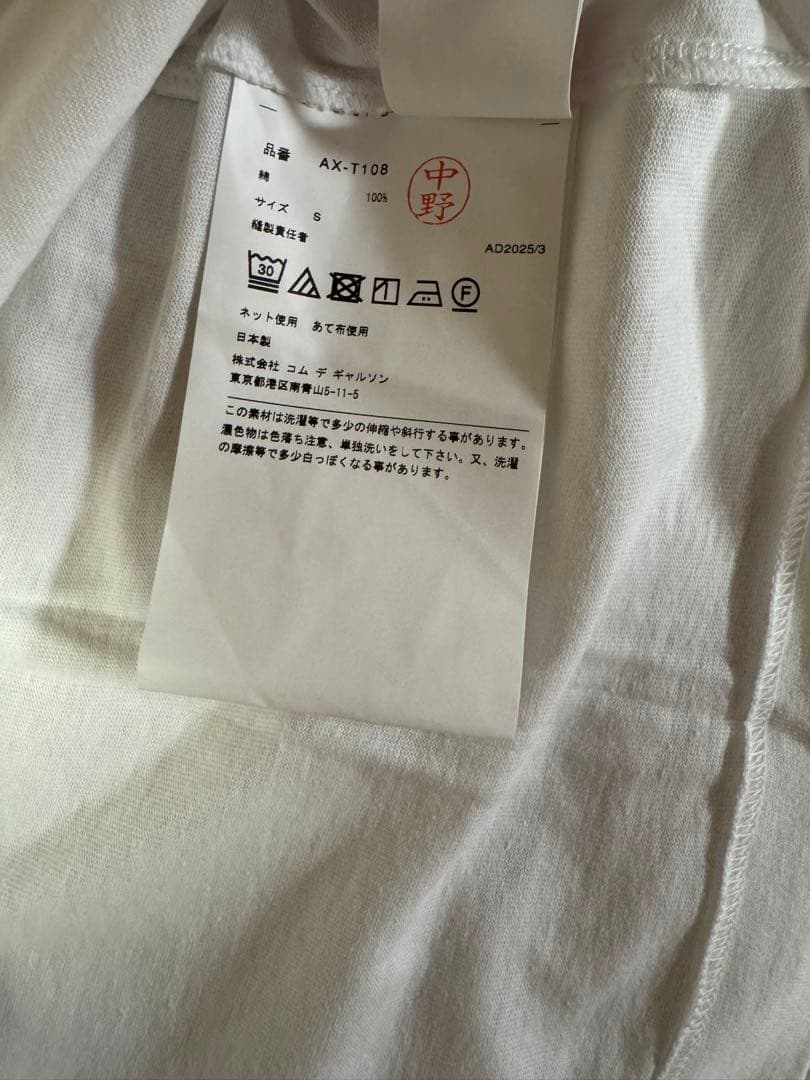 品番 AX-T108
綿 100%
中野
サイズ S
縫製責任者
AD2025/3
30 F
ネット使用 あて布使用
日本製
株式会社 コム デ ギャルソン
東京都港区南青山5-11-5
この素材は洗濯等で多少の伸縮や斜行する事があります。
濃色物は色落ち注意、単独洗いをして下さい。又、洗濯
の摩擦等で多少白っぽくなる事があります。